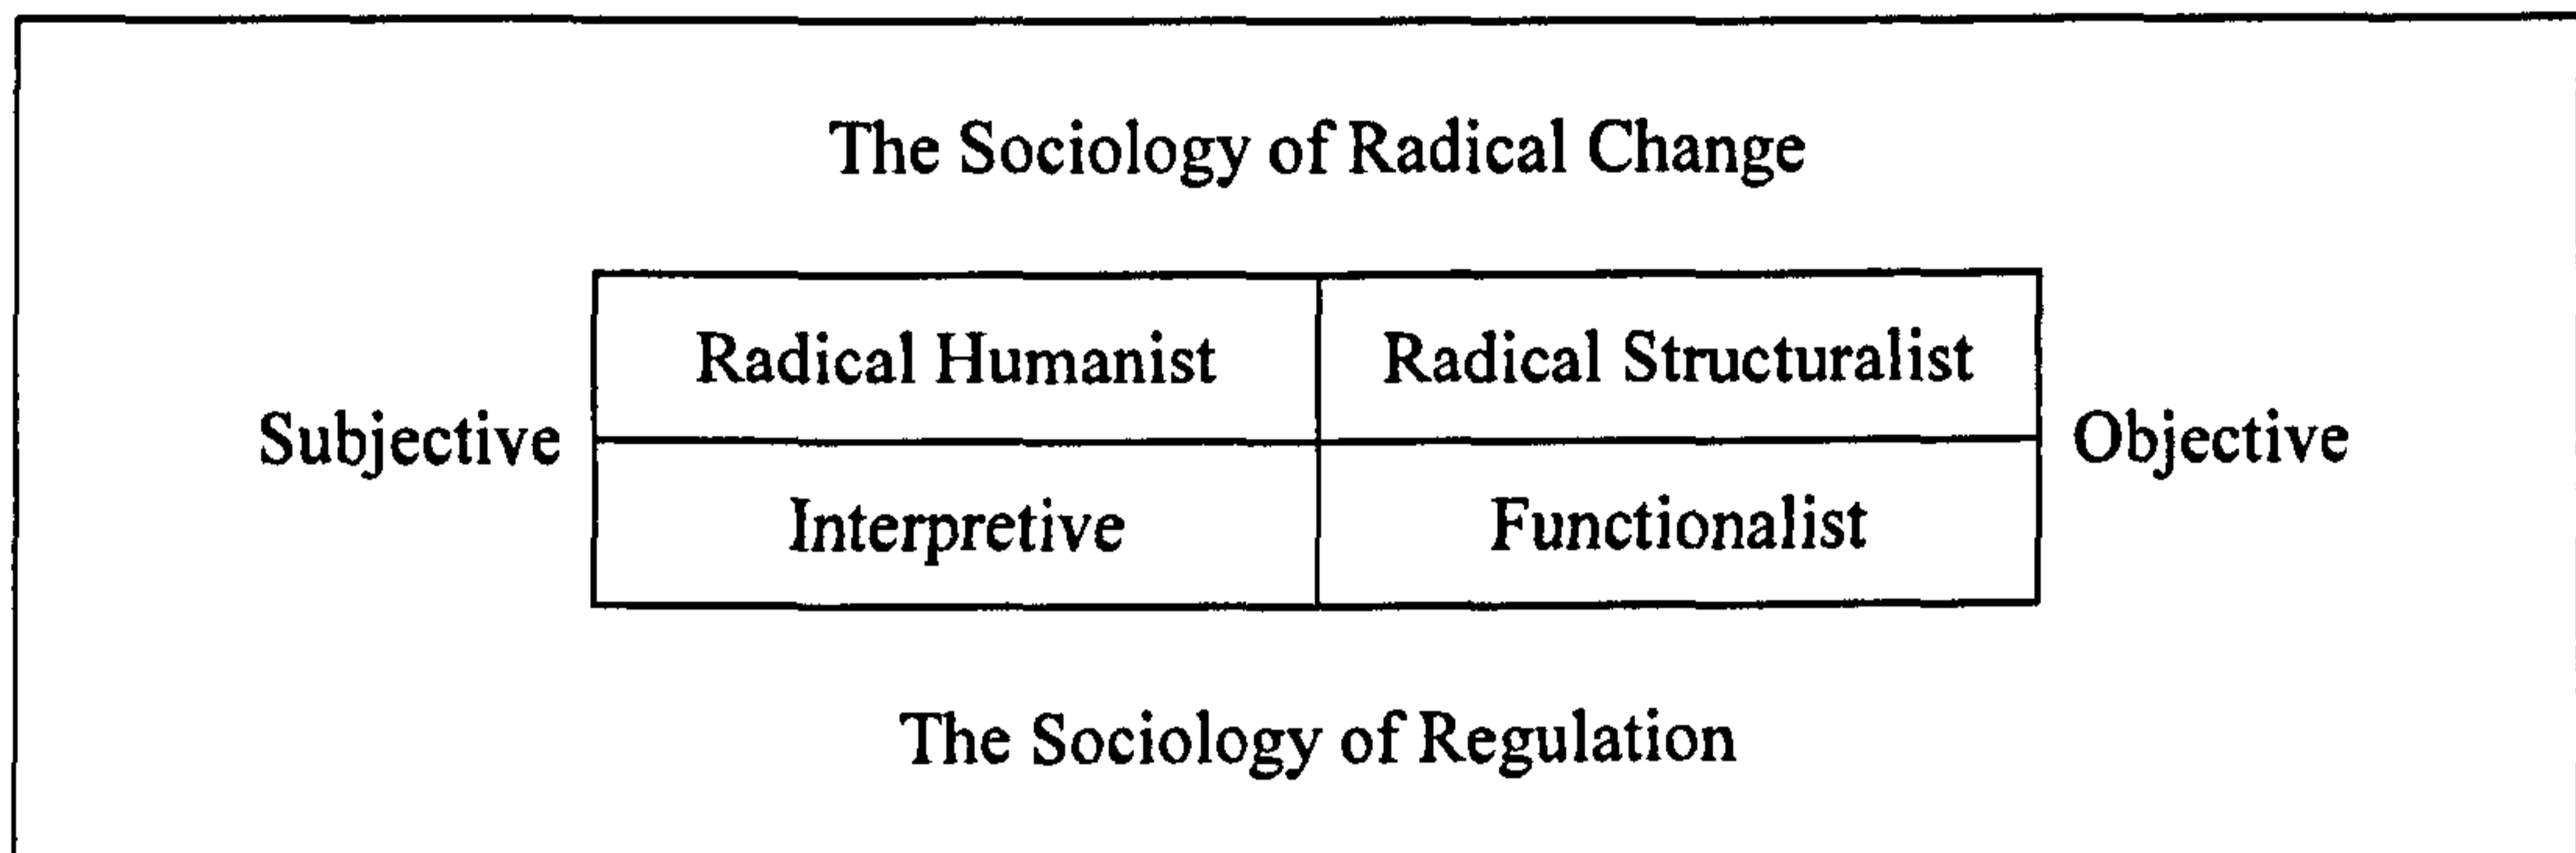 The Sociology of Radical Change
Radical Humanist Radical Structuralist
Subjective Objective
Interpretive Functionalist
The Sociology of Regulation